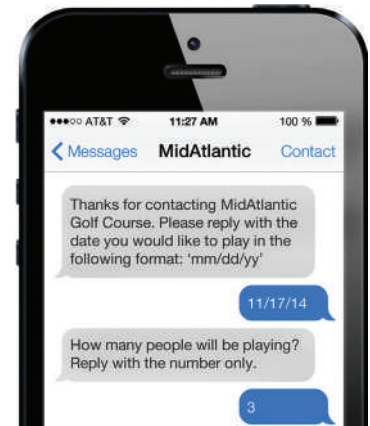 ●●●○○ AT&T 11:27 AM 100 %
Messages MidAtlantic Contact
Thanks for contacting MidAtlantic
Golf Course. Please reply with the
date you would like to play in the
following format: ‘mm/dd/yy’
11/17/14
How many people will be playing?
Reply with the number only.
3